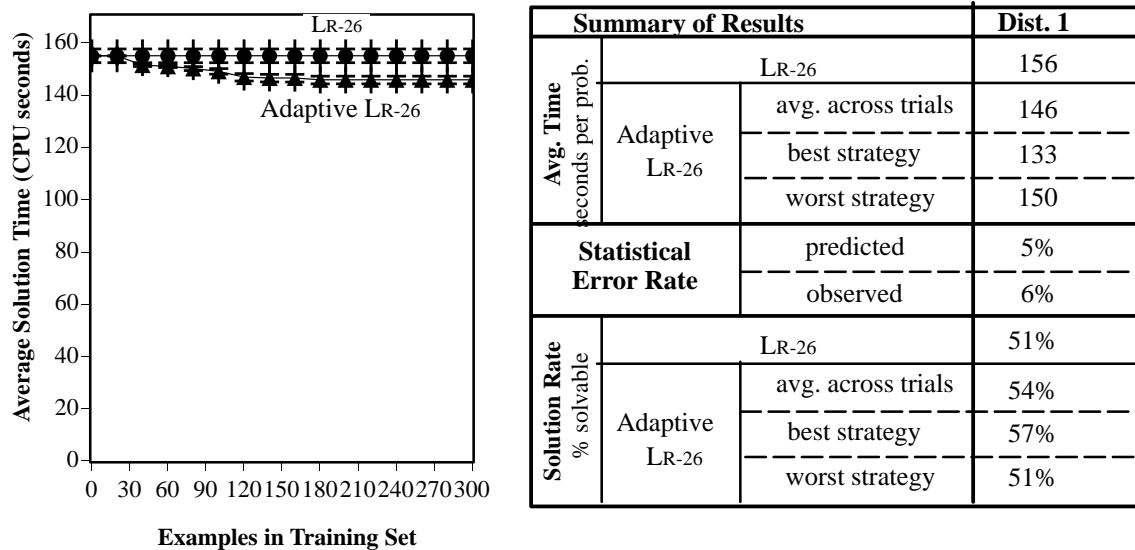 LR-26
Adaptive LR-26
160
140
120
100
80
60
40
20
0
0 30 60 90 120 150 180 210 240 270 300
Average Solution Time (CPU seconds)
Examples in Training Set
Summary of Results Dist. 1
Avg. Time
seconds per prob.
LR-26 156
Adaptive
LR-26
avg. across trials 146
best strategy 133
worst strategy 150
Statistical
Error Rate
predicted 5%
observed 6%
Solution Rate
% solvable
LR-26 51%
Adaptive
LR-26
avg. across trials 54%
best strategy 57%
worst strategy 51%